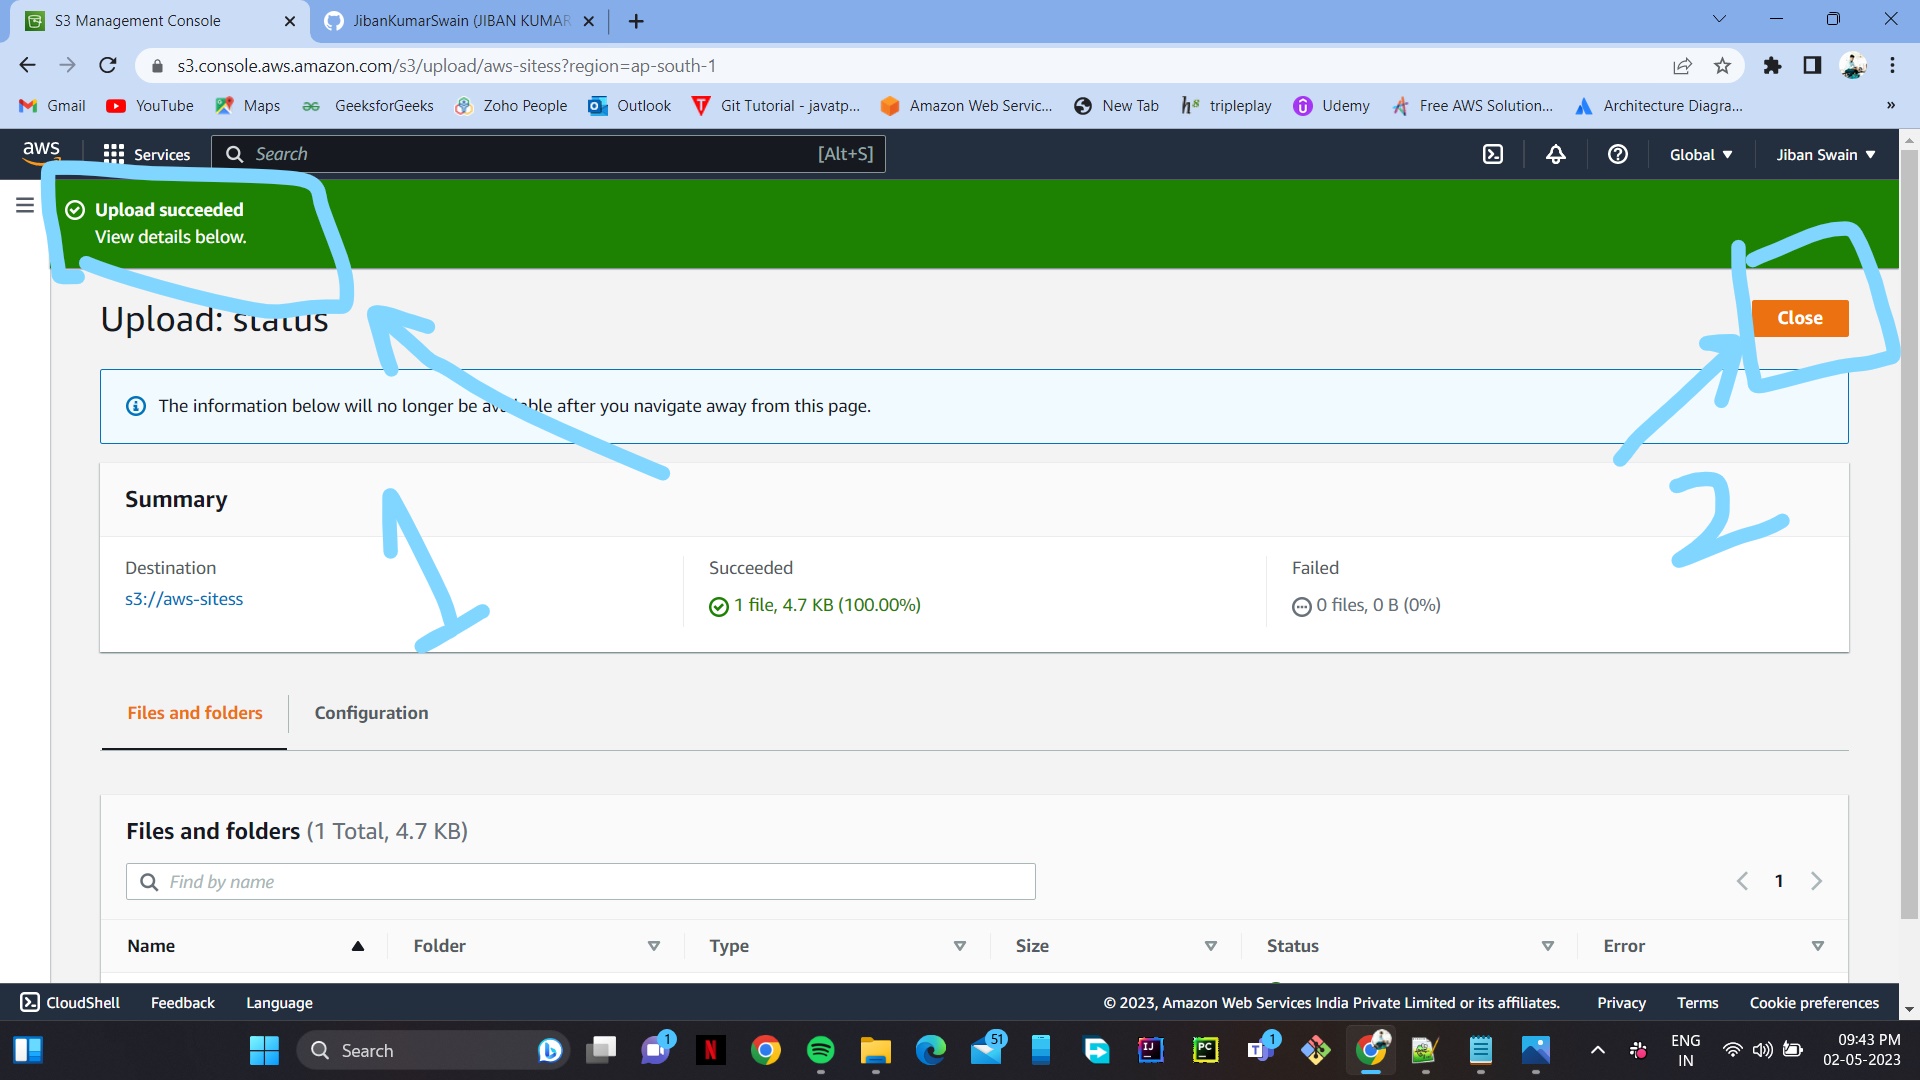 S3 Management Console
JibanKumarSwain (JIBAN KUMAR
s3.console.aws.amazon.com/s3/upload/aws-sitess?region=ap-south-1
Gmail
YouTube
Maps
GeeksforGeeks
Zoho People
Outlook
Git Tutorial - javatp...
Amazon Web Servic...
New Tab
tripleplay
Udemy
Free AWS Solution...
Architecture Diagra...
»
aws
Services
Search
[Alt+S]
Global
Jiban Swain
Upload succeeded
View details below.
Upload: status
Close
The information below will no longer be available after you navigate away from this page.
1
2
Summary
Destination
s3://aws-sitess
Succeeded
1 file, 4.7 KB (100.00%)
Failed
0 files, 0 B (0%)
Files and folders
Configuration
Files and folders (1 Total, 4.7 KB)
Find by name
1
Name
Folder
Type
Size
Status
Error
CloudShell
Feedback
Language
© 2023, Amazon Web Services India Private Limited or its affiliates.
Privacy
Terms
Cookie preferences
Search
1
51
1
ENG
IN
09:43 PM
02-05-2023